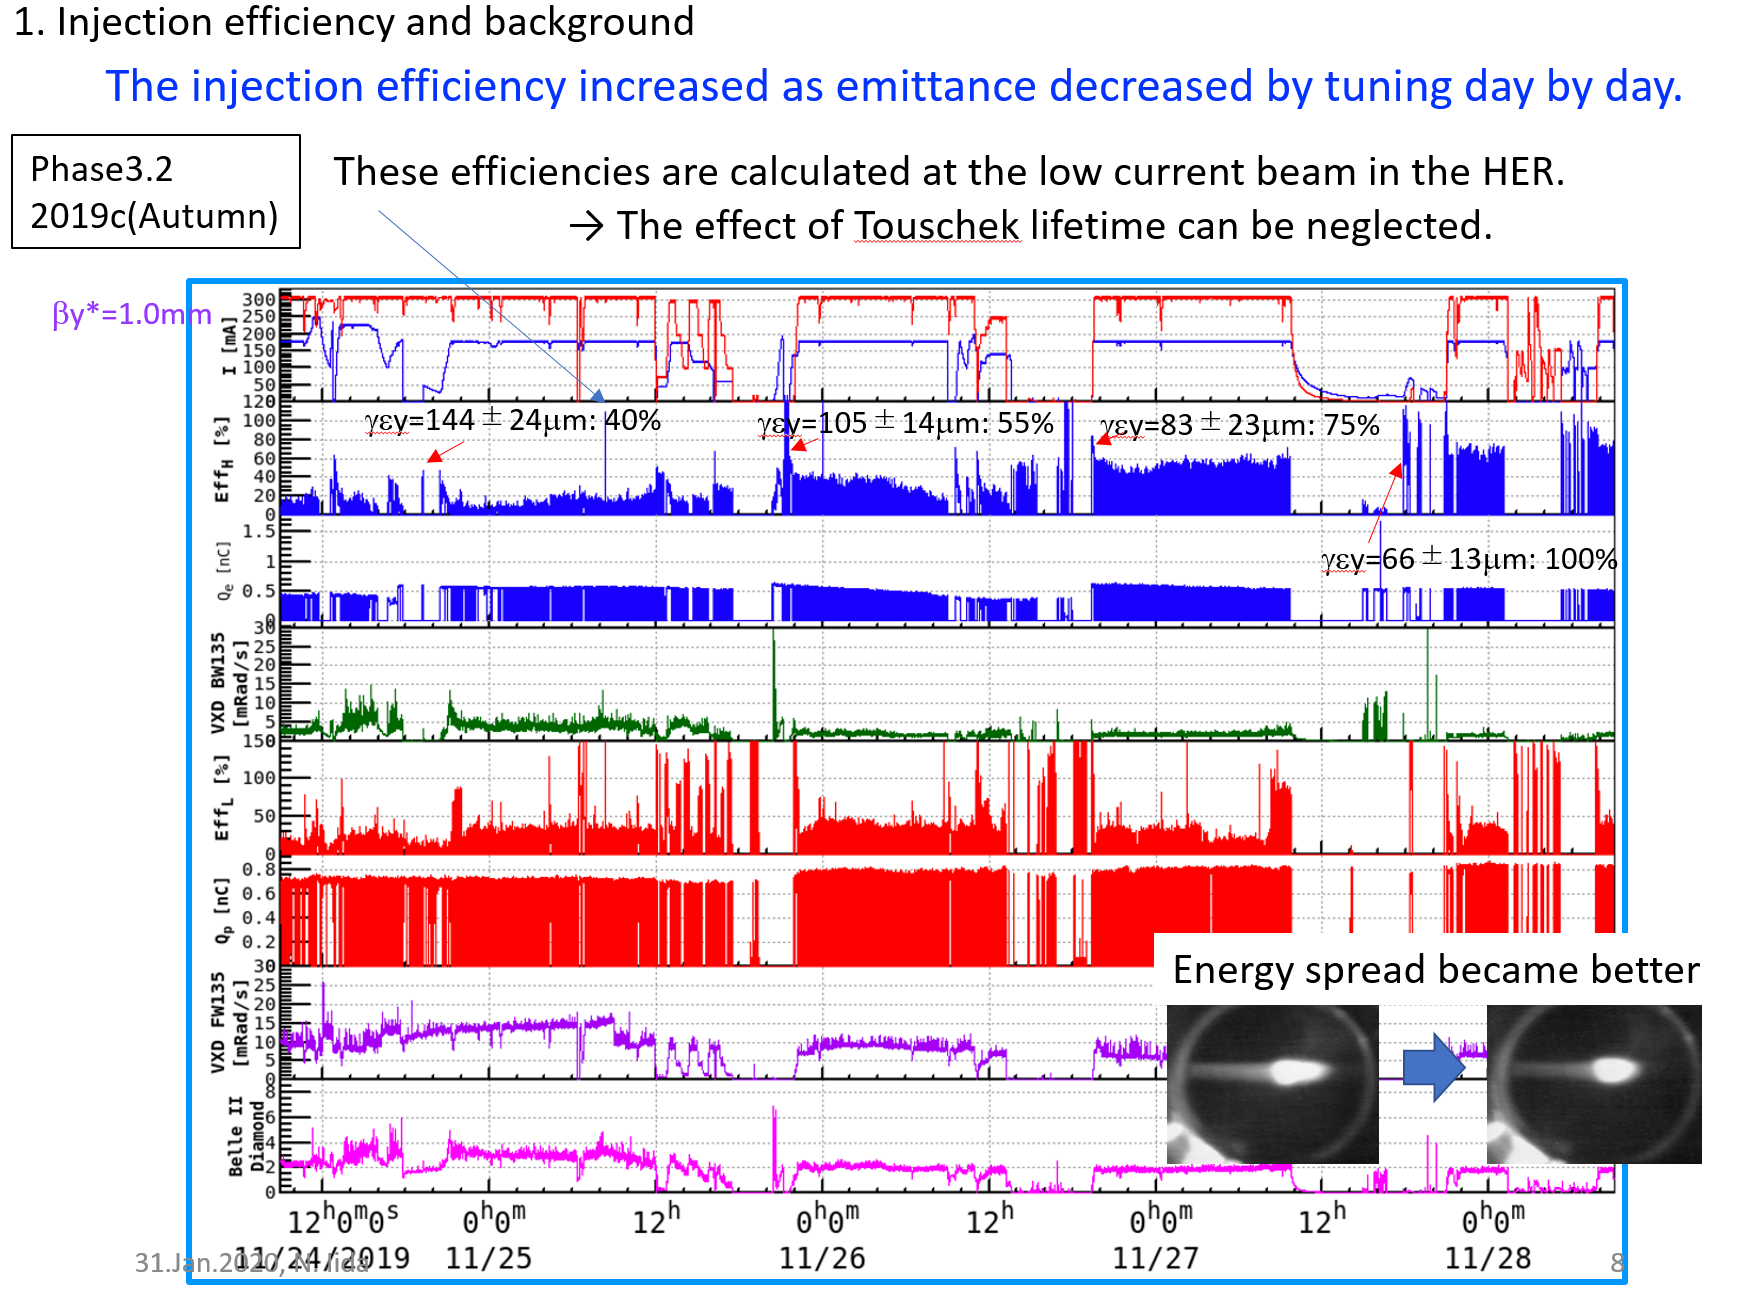 1. Injection efficiency and background
The injection efficiency increased as emittance decreased by tuning day by day.
Phase3.2
2019c(Autumn)
These efficiencies are calculated at the low current beam in the HER.
→ The effect of Touschek lifetime can be neglected.
βy*=1.0mm
I [mA]
300
250
200
150
100
50
120
γεy=144±24μm: 40%
γεy=105±14μm: 55%
γεy=83±23μm: 75%
Eff_H [%]
100
80
60
40
20
0
γεy=66±13μm: 100%
Q_e [nC]
1.5
1
0.5
VXD BW135
[mRad/s]
30
25
20
15
10
5
Eff_L [%]
150
100
50
0
Q_p [nC]
0.8
0.6
0.4
0.2
Energy spread became better
VXD FW135
[mRad/s]
30
25
20
15
10
5
0
Belle II
Diamond
8
6
4
2
0
12ʰ0ᵐ0ˢ 0ʰ0ᵐ 12ʰ 0ʰ0ᵐ 12ʰ 0ʰ0ᵐ 12ʰ 0ʰ0ᵐ
11/24/2019 11/25 11/26 11/27 11/28
31.Jan.2020, N. Iida
8